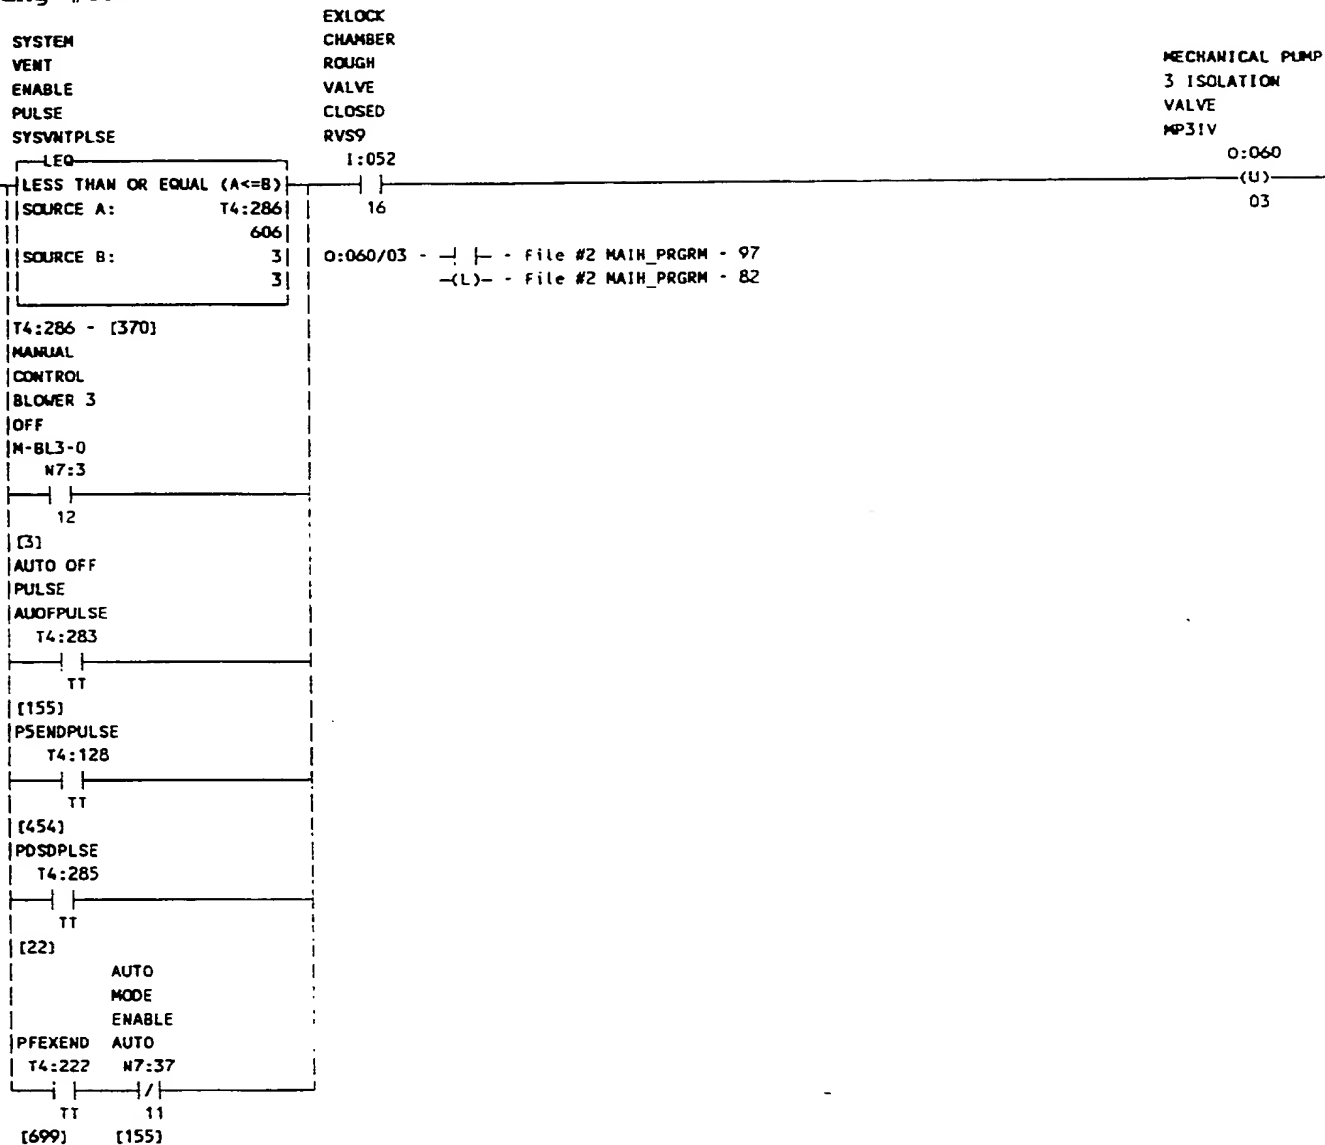 EXLOCK
SYSTEM CHAMBER
VENT ROUGH MECHANICAL PUMP
ENABLE VALVE 3 ISOLATION
PULSE CLOSED VALVE
SYSVNTPLSE RVS9 MP3IV
LEQ I:052 O:060
LESS THAN OR EQUAL (A<=B) (U)
SOURCE A: T4:286 16 03
606
SOURCE B: 3 O:060/03 - -| |- - File #2 MAIN_PRGRM - 97
3 -(L)- - File #2 MAIN_PRGRM - 82
T4:286 - [370]
MANUAL
CONTROL
BLOWER 3
OFF
M-BL3-O
N7:3
12
[3]
AUTO OFF
PULSE
AUOFPULSE
T4:283
TT
[155]
P5ENDPULSE
T4:128
TT
[454]
PDSDPLSE
T4:285
TT
[22]
AUTO
MODE
ENABLE
PFEXEND AUTO
T4:222 N7:37
TT 11
[699] [155]